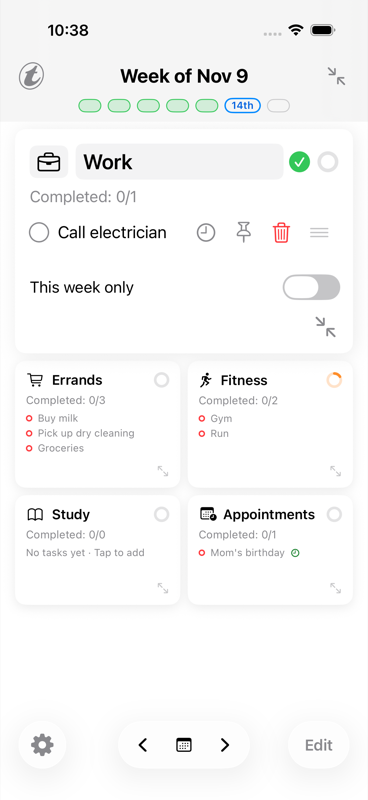 10:38
Week of Nov 9
14th
Work
Completed: 0/1
Call electrician
This week only
Errands
Completed: 0/3
Buy milk
Pick up dry cleaning
Groceries
Fitness
Completed: 0/2
Gym
Run
Study
Completed: 0/0
No tasks yet · Tap to add
Appointments
Completed: 0/1
Mom's birthday
Edit